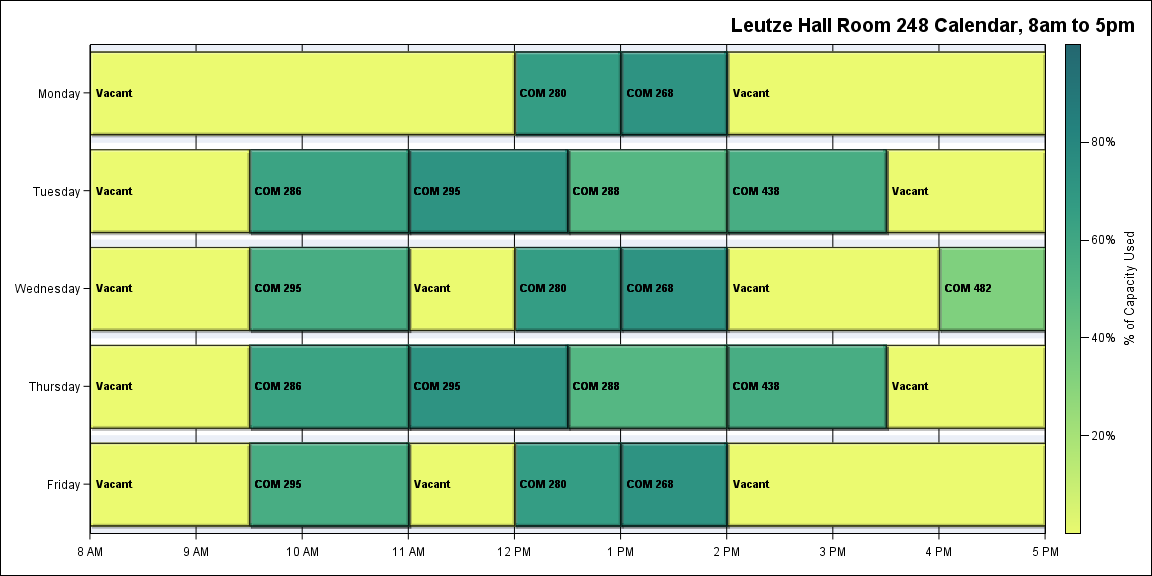 Leutze Hall Room 248 Calendar, 8am to 5pm
Monday
Vacant
COM 280
COM 268
Vacant
Tuesday
Vacant
COM 286
COM 295
COM 288
COM 438
Vacant
Wednesday
Vacant
COM 295
Vacant
COM 280
COM 268
Vacant
COM 482
Thursday
Vacant
COM 286
COM 295
COM 288
COM 438
Vacant
Friday
Vacant
COM 295
Vacant
COM 280
COM 268
Vacant
8 AM
9 AM
10 AM
11 AM
12 PM
1 PM
2 PM
3 PM
4 PM
5 PM
80%
60%
40%
20%
% of Capacity Used